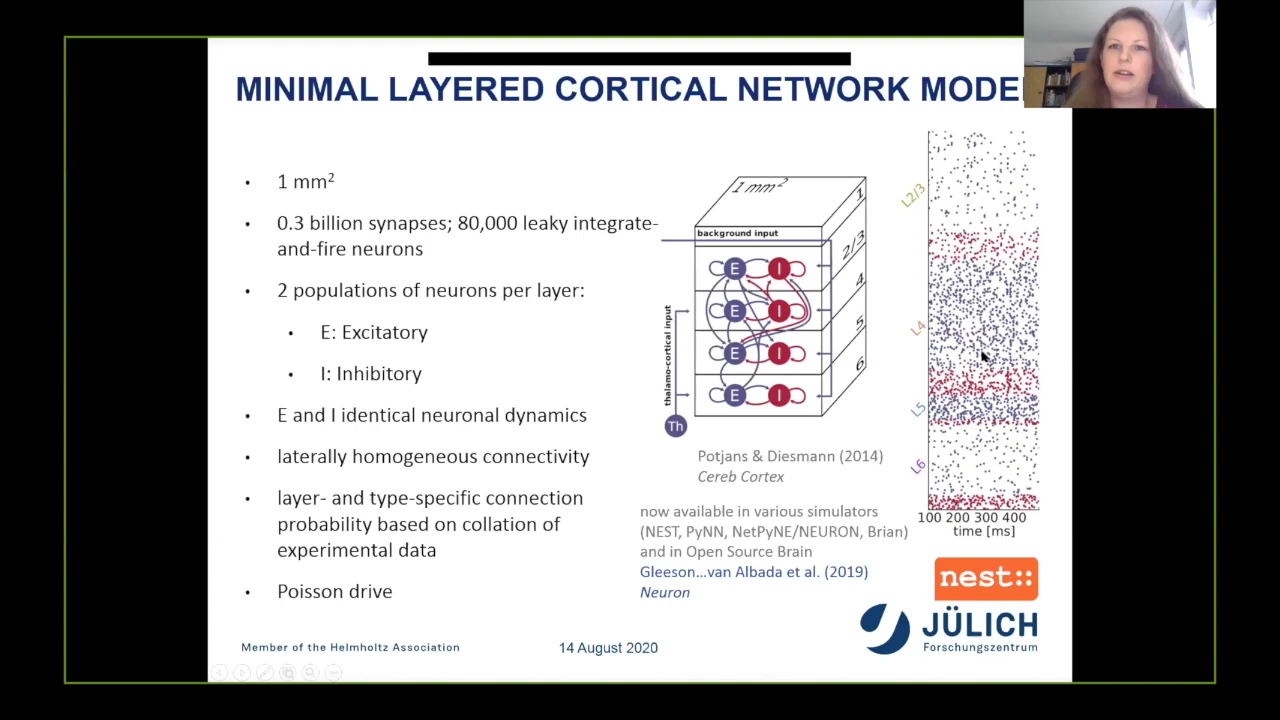 MINIMAL LAYERED CORTICAL NETWORK MODE
• 1 mm²
• 0.3 billion synapses; 80,000 leaky integrate-
and-fire neurons
• 2 populations of neurons per layer:
• E: Excitatory
• I: Inhibitory
• E and I identical neuronal dynamics
• laterally homogeneous connectivity
• layer- and type-specific connection
probability based on collation of
experimental data
• Poisson drive
1 mm²
1
background input
2/3
E I
4
E I
5
E I
6
E I
thalamo-cortical input
Th
Potjans & Diesmann (2014)
Cereb Cortex
now available in various simulators
(NEST, PyNN, NetPyNE/NEURON, Brian)
and in Open Source Brain
Gleeson...van Albada et al. (2019)
Neuron
L2/3
L4
L5
L6
100 200 300 400
time [ms]
nest::
JÜLICH
Forschungszentrum
Member of the Helmholtz Association
14 August 2020